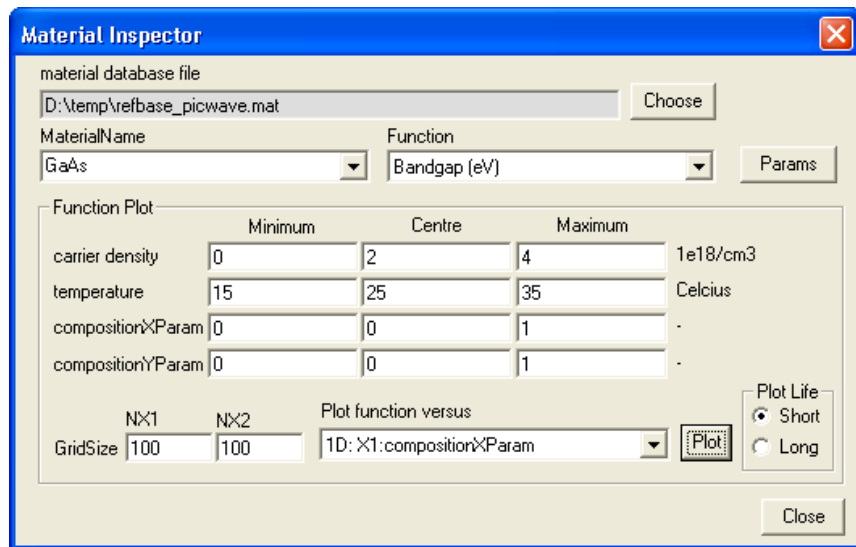 Material Inspector
material database file
D:\temp\refbase_picwave.mat
Choose
MaterialName Function
GaAs Bandgap (eV) Params
Function Plot
Minimum Centre Maximum
carrier density 0 2 4 1e18/cm3
temperature 15 25 35 Celcius
compositionXParam 0 0 1 -
compositionYParam 0 0 1 -
Plot Life
NX1 NX2 Plot function versus Short
GridSize 100 100 1D: X1:compositionXParam Plot Long
Close